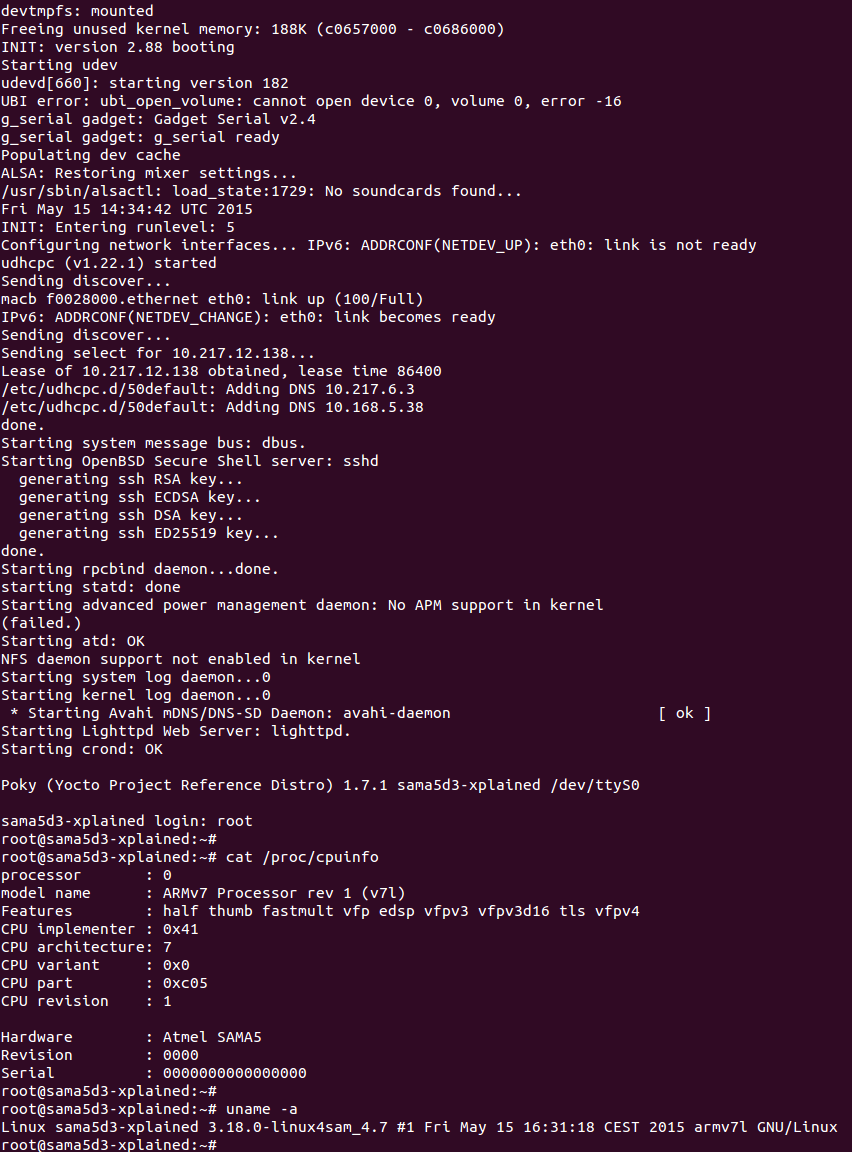 devtmpfs: mounted
Freeing unused kernel memory: 188K (c0657000 - c0686000)
INIT: version 2.88 booting
Starting udev
udevd[660]: starting version 182
UBI error: ubi_open_volume: cannot open device 0, volume 0, error -16
g_serial gadget: Gadget Serial v2.4
g_serial gadget: g_serial ready
Populating dev cache
ALSA: Restoring mixer settings...
/usr/sbin/alsactl: load_state:1729: No soundcards found...
Fri May 15 14:34:42 UTC 2015
INIT: Entering runlevel: 5
Configuring network interfaces... IPv6: ADDRCONF(NETDEV_UP): eth0: link is not ready
udhcpc (v1.22.1) started
Sending discover...
macb f0028000.ethernet eth0: link up (100/Full)
IPv6: ADDRCONF(NETDEV_CHANGE): eth0: link becomes ready
Sending discover...
Sending select for 10.217.12.138...
Lease of 10.217.12.138 obtained, lease time 86400
/etc/udhcpc.d/50default: Adding DNS 10.217.6.3
/etc/udhcpc.d/50default: Adding DNS 10.168.5.38
done.
Starting system message bus: dbus.
Starting OpenBSD Secure Shell server: sshd
  generating ssh RSA key...
  generating ssh ECDSA key...
  generating ssh DSA key...
  generating ssh ED25519 key...
done.
Starting rpcbind daemon...done.
starting statd: done
Starting advanced power management daemon: No APM support in kernel
(failed.)
Starting atd: OK
NFS daemon support not enabled in kernel
Starting system log daemon...0
Starting kernel log daemon...0
 * Starting Avahi mDNS/DNS-SD Daemon: avahi-daemon                       [ ok ]
Starting Lighttpd Web Server: lighttpd.
Starting crond: OK

Poky (Yocto Project Reference Distro) 1.7.1 sama5d3-xplained /dev/ttyS0

sama5d3-xplained login: root
root@sama5d3-xplained:~#
root@sama5d3-xplained:~# cat /proc/cpuinfo
processor       : 0
model name      : ARMv7 Processor rev 1 (v7l)
Features        : half thumb fastmult vfp edsp vfpv3 vfpv3d16 tls vfpv4
CPU implementer : 0x41
CPU architecture: 7
CPU variant     : 0x0
CPU part        : 0xc05
CPU revision    : 1

Hardware        : Atmel SAMA5
Revision        : 0000
Serial          : 0000000000000000
root@sama5d3-xplained:~#
root@sama5d3-xplained:~# uname -a
Linux sama5d3-xplained 3.18.0-linux4sam_4.7 #1 Fri May 15 16:31:18 CEST 2015 armv7l GNU/Linux
root@sama5d3-xplained:~#